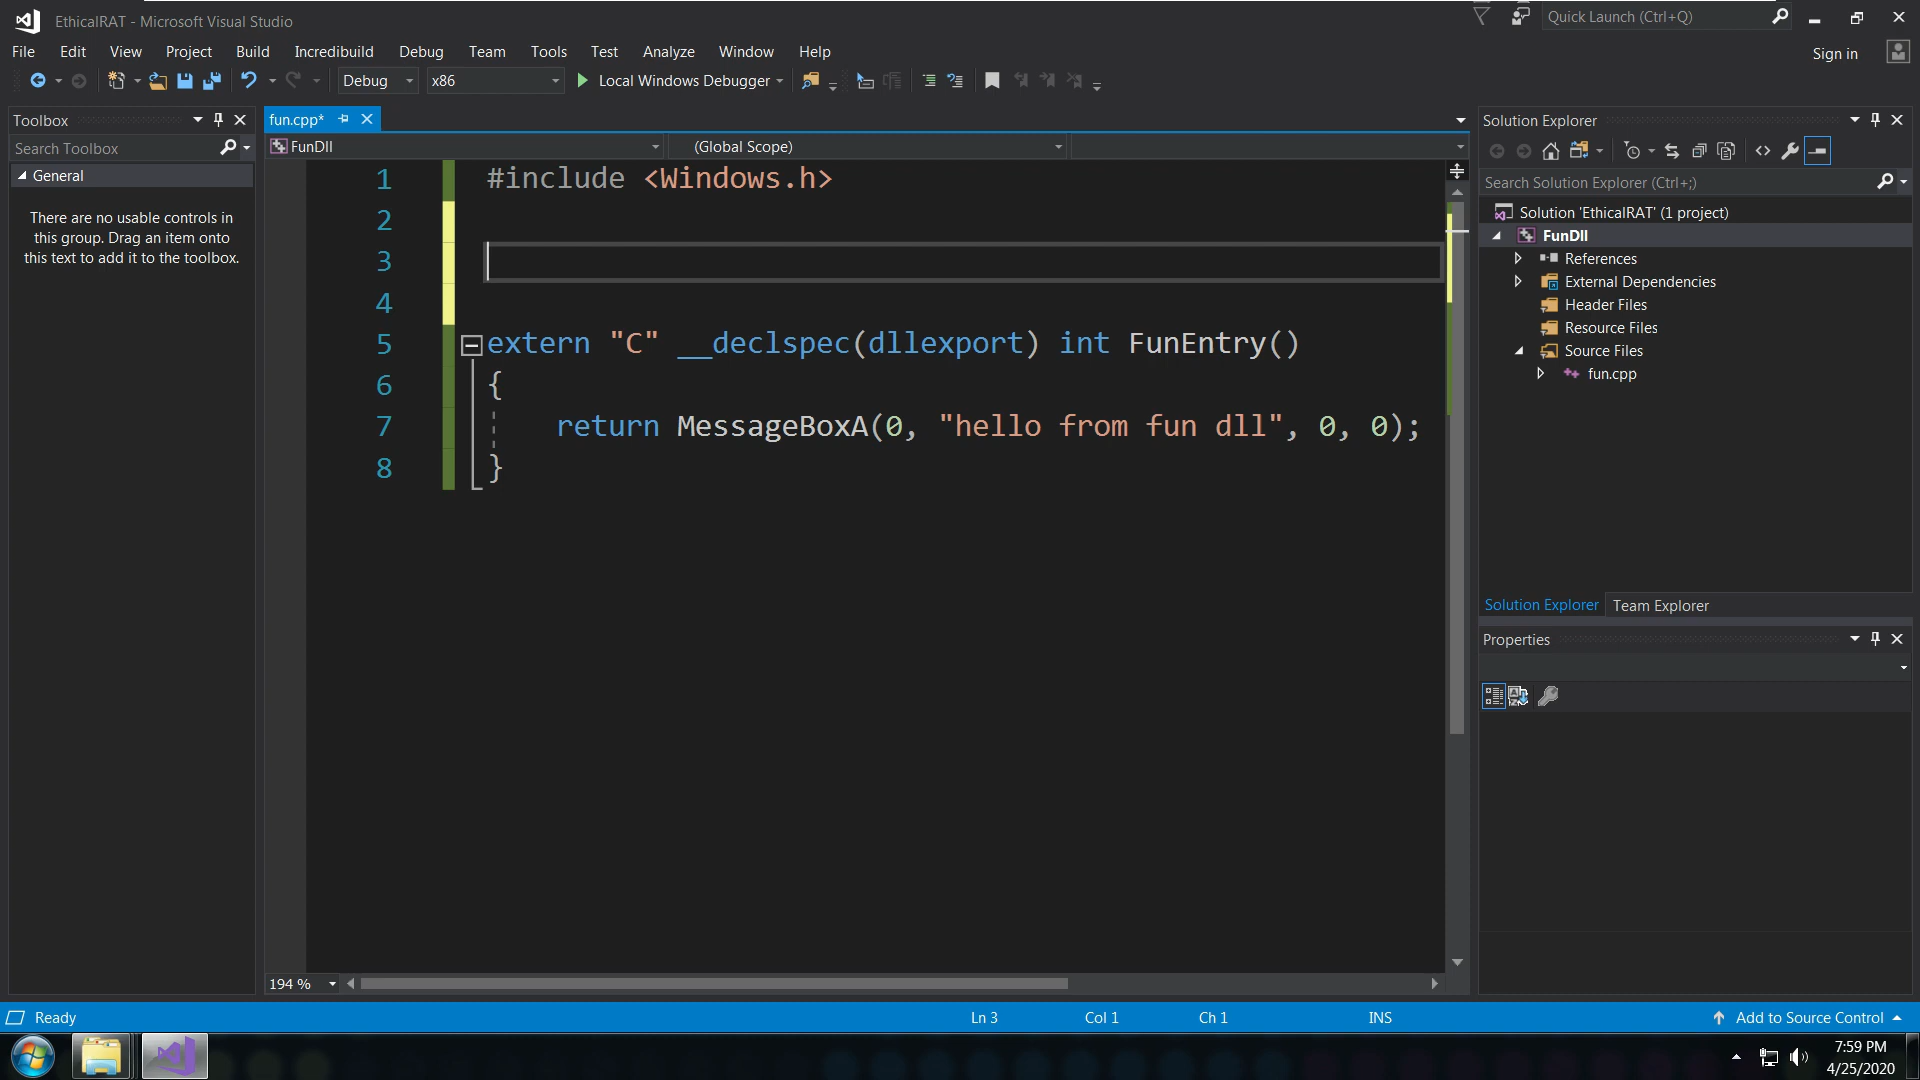 EthicalRAT - Microsoft Visual Studio
Quick Launch (Ctrl+Q)
File Edit View Project Build Incredibuild Debug Team Tools Test Analyze Window Help
Sign in
Debug x86 Local Windows Debugger
Toolbox
Search Toolbox
General
There are no usable controls in
this group. Drag an item onto
this text to add it to the toolbox.
fun.cpp*
FunDll (Global Scope)
1 #include <Windows.h>
2
3
4
5 extern "C" __declspec(dllexport) int FunEntry()
6 {
7 return MessageBoxA(0, "hello from fun dll", 0, 0);
8 }
194 %
Solution Explorer
Search Solution Explorer (Ctrl+;)
Solution 'EthicalRAT' (1 project)
FunDll
References
External Dependencies
Header Files
Resource Files
Source Files
fun.cpp
Solution Explorer Team Explorer
Properties
Ready Ln 3 Col 1 Ch 1 INS Add to Source Control
7:59 PM
4/25/2020